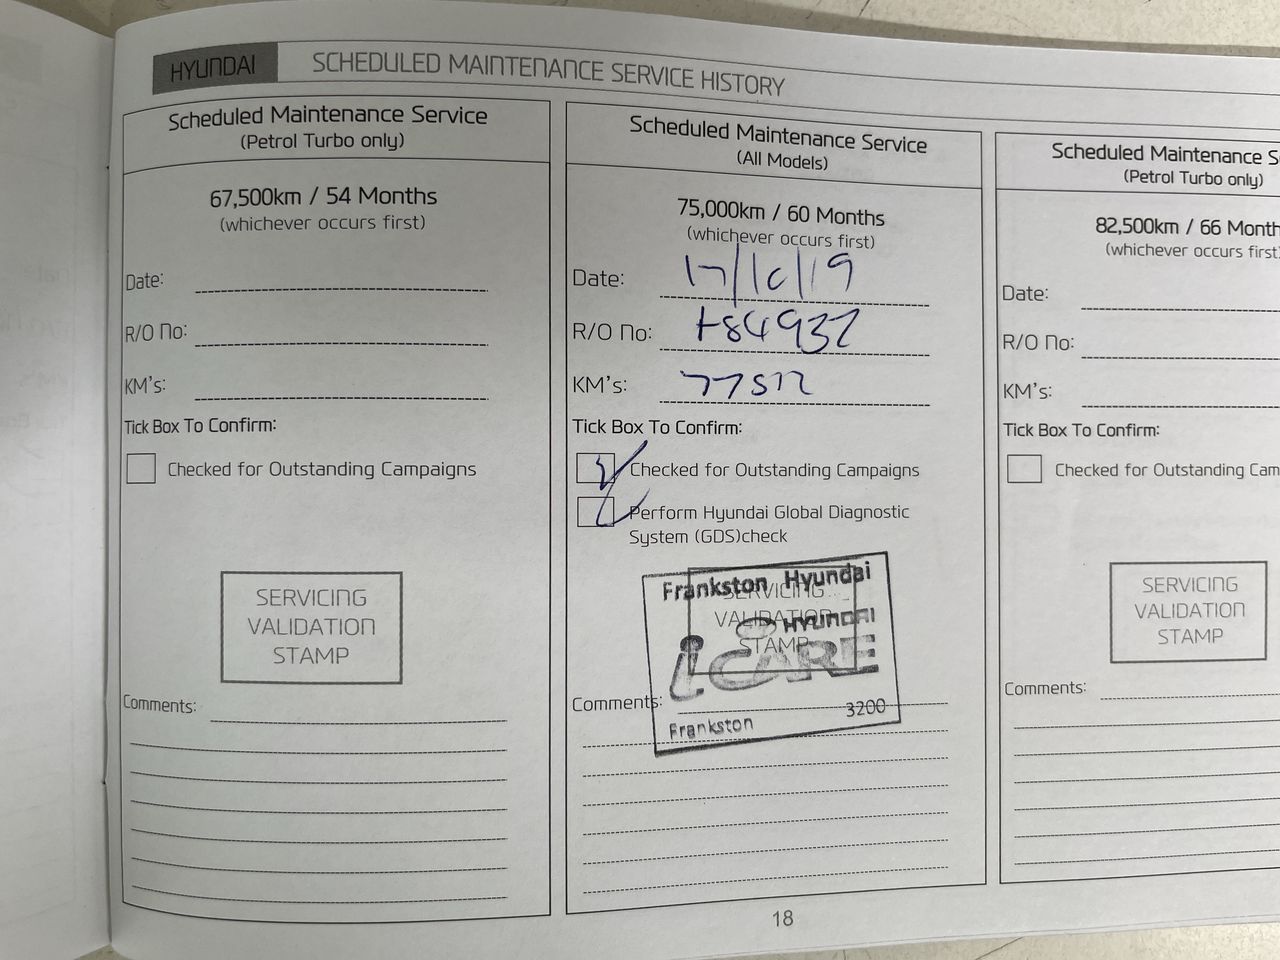 HYUNDAI
SCHEDULED MAINTENANCE SERVICE HISTORY
Scheduled Maintenance Service
(Petrol Turbo only)
67,500km / 54 Months
(whichever occurs first)
Date:
R/O No:
KM's:
Tick Box To Confirm:
Checked for Outstanding Campaigns
SERVICING
VALIDATION
STAMP
Comments:
Scheduled Maintenance Service
(All Models)
75,000km / 60 Months
(whichever occurs first)
Date: 17/10/19
R/O No: 184932
KM's:
Tick Box To Confirm:
Checked for Outstanding Campaigns
Perform Hyundai Global Diagnostic
System (GDS)check
Frankston Hyundai
SERVICING
VALIDATION
HYUNDAI
STAMP
iCARE
Comments:
Frankston 3200
Scheduled Maintenance S
(Petrol Turbo only)
82,500km / 66 Month
(whichever occurs first
Date:
R/O No:
KM's:
Tick Box To Confirm:
Checked for Outstanding Cam
SERVICING
VALIDATION
STAMP
Comments:
18